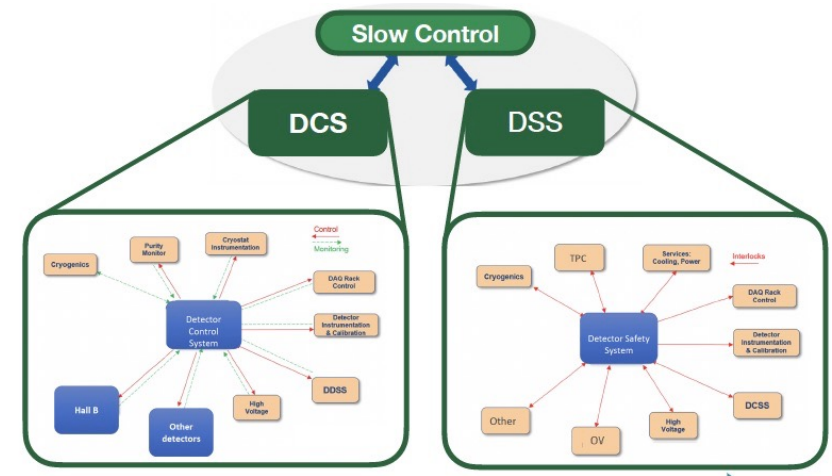 Slow Control
DCS
DSS
Control
Monitoring
Purity
Monitor
Cryostat
Instrumentation
Cryogenics
DAQ Rack
Control
Detector
Control
System
Detector
Instrumentation
& Calibration
DDSS
High
Voltage
Hall B
Other
detectors
Interlocks
TPC
Services:
Cooling, Power
Cryogenics
DAQ Rack
Control
Detector Safety
System
Detector
Instrumentation
& Calibration
DCSS
High
Voltage
Other
OV